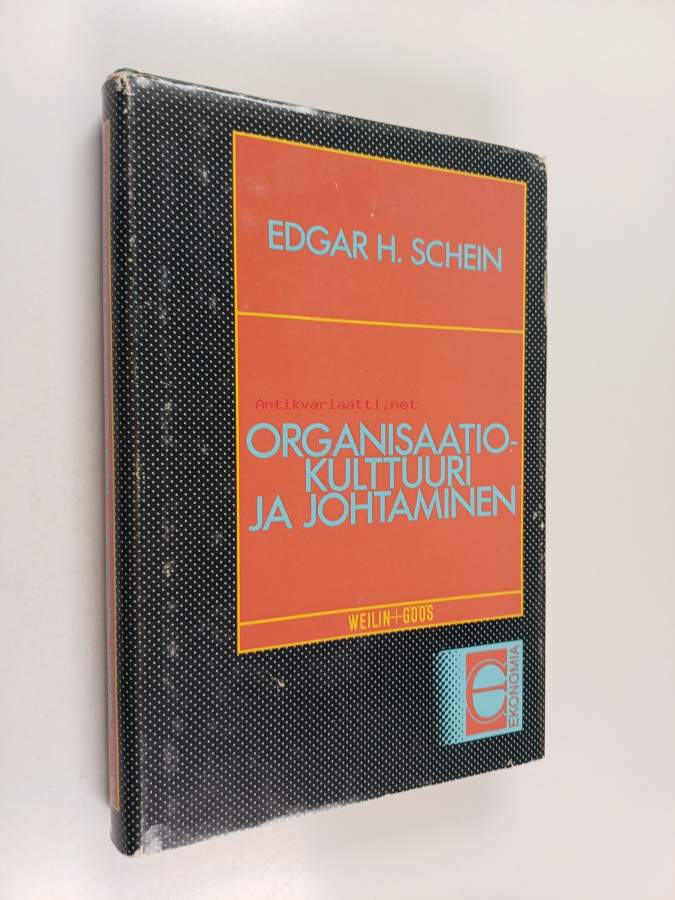 EDGAR H. SCHEIN
Antikvariaatti.net
ORGANISAATIO-
KULTTUURI
JA JOHTAMINEN
WEILIN+GÖÖS
EKONOMIA